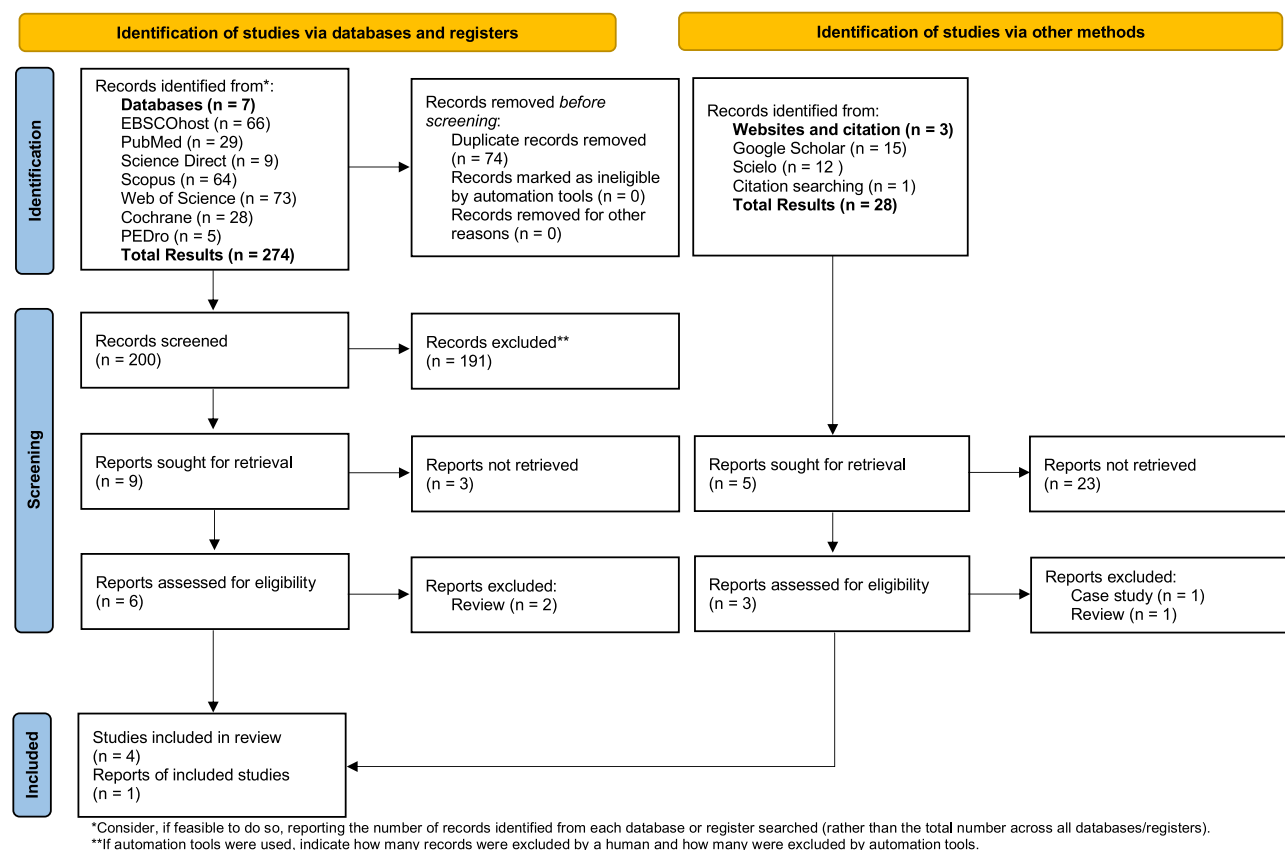 Identification of studies via databases and registers
Identification of studies via other methods
Identification
Records identified from*:
Databases (n = 7)
EBSCOhost (n = 66)
PubMed (n = 29)
Science Direct (n = 9)
Scopus (n = 64)
Web of Science (n = 73)
Cochrane (n = 28)
PEDro (n = 5)
Total Results (n = 274)
Records removed before
screening:
Duplicate records removed
(n = 74)
Records marked as ineligible
by automation tools (n = 0)
Records removed for other
reasons (n = 0)
Records identified from:
Websites and citation (n = 3)
Google Scholar (n = 15)
Scielo (n = 12 )
Citation searching (n = 1)
Total Results (n = 28)
Screening
Records screened
(n = 200)
Records excluded**
(n = 191)
Reports sought for retrieval
(n = 9)
Reports not retrieved
(n = 3)
Reports sought for retrieval
(n = 5)
Reports not retrieved
(n = 23)
Reports assessed for eligibility
(n = 6)
Reports excluded:
Review (n = 2)
Reports assessed for eligibility
(n = 3)
Reports excluded:
Case study (n = 1)
Review (n = 1)
Included
Studies included in review
(n = 4)
Reports of included studies
(n = 1)
*Consider, if feasible to do so, reporting the number of records identified from each database or register searched (rather than the total number across all databases/registers).
**If automation tools were used, indicate how many records were excluded by a human and how many were excluded by automation tools.